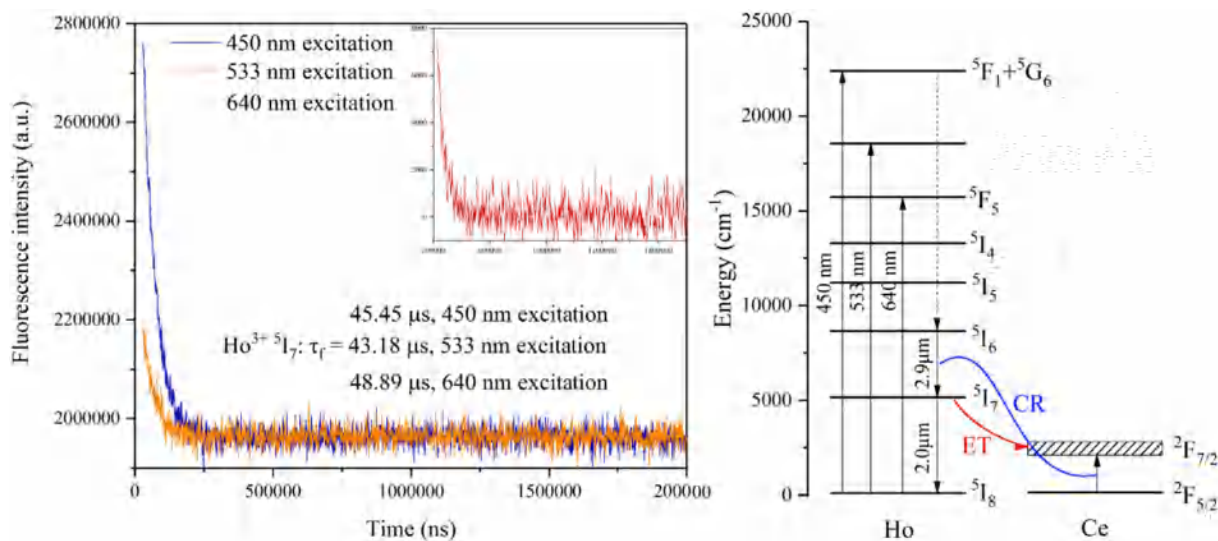 2800000
2600000
2400000
2200000
2000000
Fluorescence intensity (a.u.)
450 nm excitation
533 nm excitation
640 nm excitation
45.45 μs, 450 nm excitation
Ho³⁺ ⁵I₇: τf = 43.18 μs, 533 nm excitation
48.89 μs, 640 nm excitation
0 500000 1000000 1500000 200000
Time (ns)
25000
20000
15000
10000
5000
0
Energy (cm⁻¹)
⁵F₁+⁵G₆
⁵F₅
⁵I₄
⁵I₅
⁵I₆
⁵I₇
⁵I₈
450 nm
533 nm
640 nm
2.9μm
2.0μm
CR
ET
²F₇/₂
²F₅/₂
Ho Ce